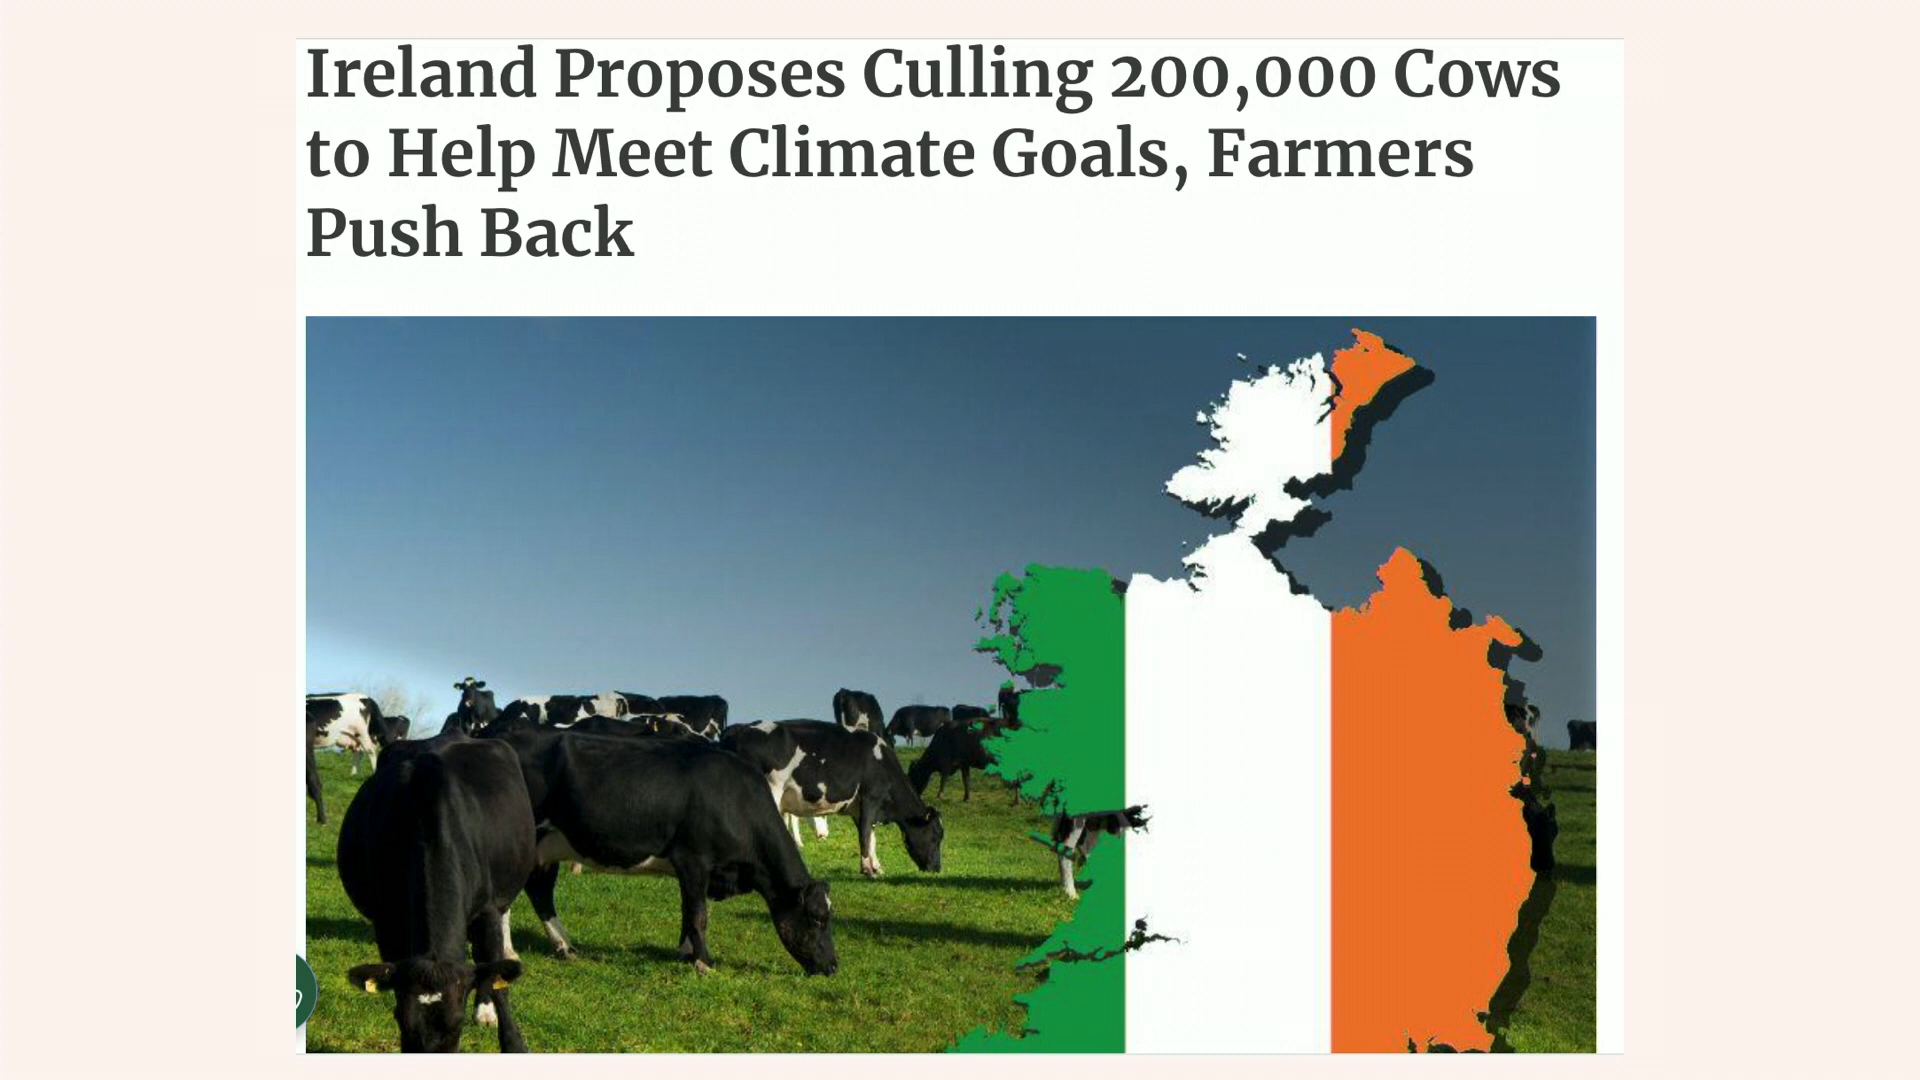 Ireland Proposes Culling 200,000 Cows
to Help Meet Climate Goals, Farmers
Push Back